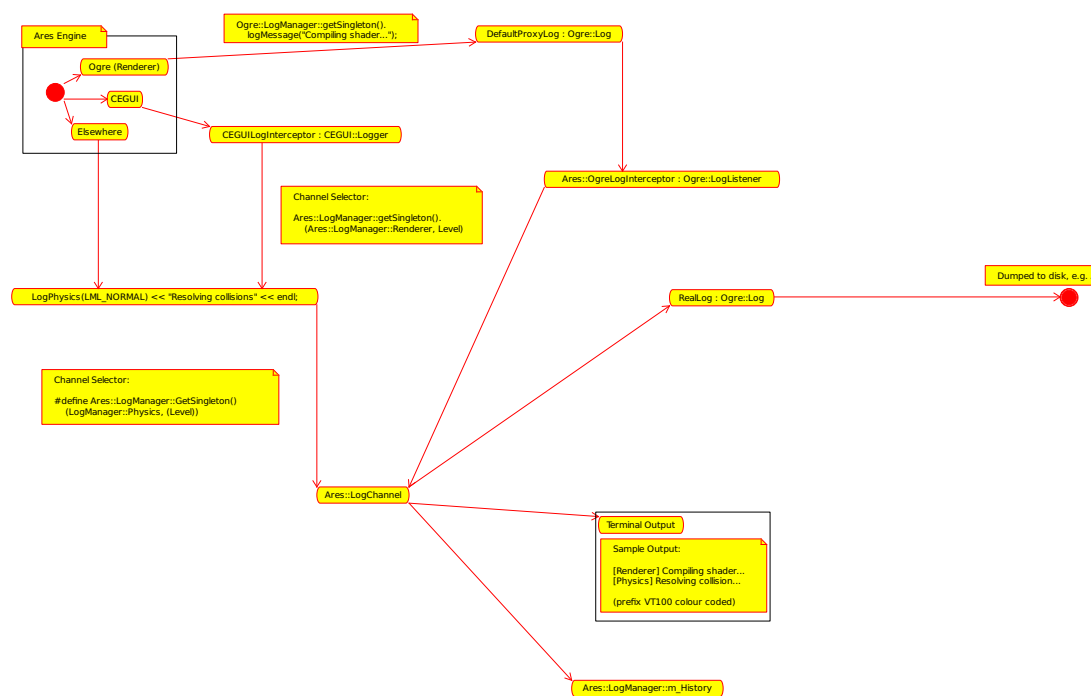 Ares Engine
Ogre::LogManager::getSingleton().
logMessage("Compiling shader...");
DefaultProxyLog : Ogre::Log
Ogre (Renderer)
CEGUI
Elsewhere
CEGUILogInterceptor : CEGUI::Logger
Ares::OgreLogInterceptor : Ogre::LogListener
Channel Selector:
Ares::LogManager::getSingleton().
(Ares::LogManager::Renderer, Level)
Dumped to disk, e.g.
LogPhysics(LML_NORMAL) << "Resolving collisions" << endl;
RealLog : Ogre::Log
Channel Selector:
#define Ares::LogManager::GetSingleton()
(LogManager::Physics, (Level))
Ares::LogChannel
Terminal Output
Sample Output:
[Renderer] Compiling shader...
[Physics] Resolving collision...
(prefix VT100 colour coded)
Ares::LogManager::m_History